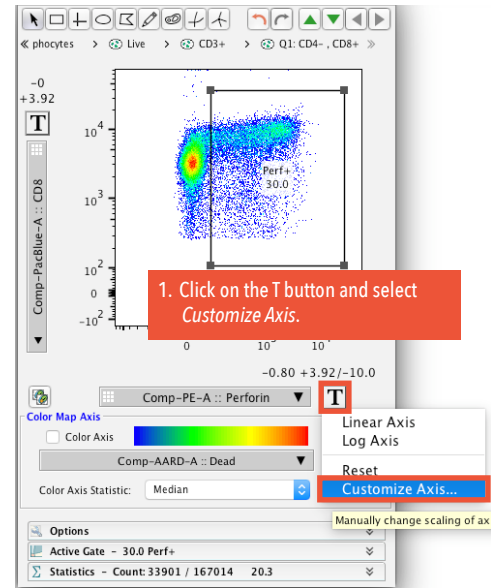 « phocytes > Live > CD3+ > Q1: CD4- , CD8+ »
-0
+3.92
T
10^4
10^3
10^2
0
-10^2
Comp-PacBlue-A :: CD8
Perf+
30.0
1. Click on the T button and select
Customize Axis.
0
-0.80 +3.92/-10.0
Comp-PE-A :: Perforin
T
Color Map Axis
Color Axis
Comp-AARD-A :: Dead
Color Axis Statistic: Median
Linear Axis
Log Axis
Reset
Customize Axis...
Manually change scaling of ax
Options
Active Gate - 30.0 Perf+
Statistics - Count: 33901 / 167014 20.3